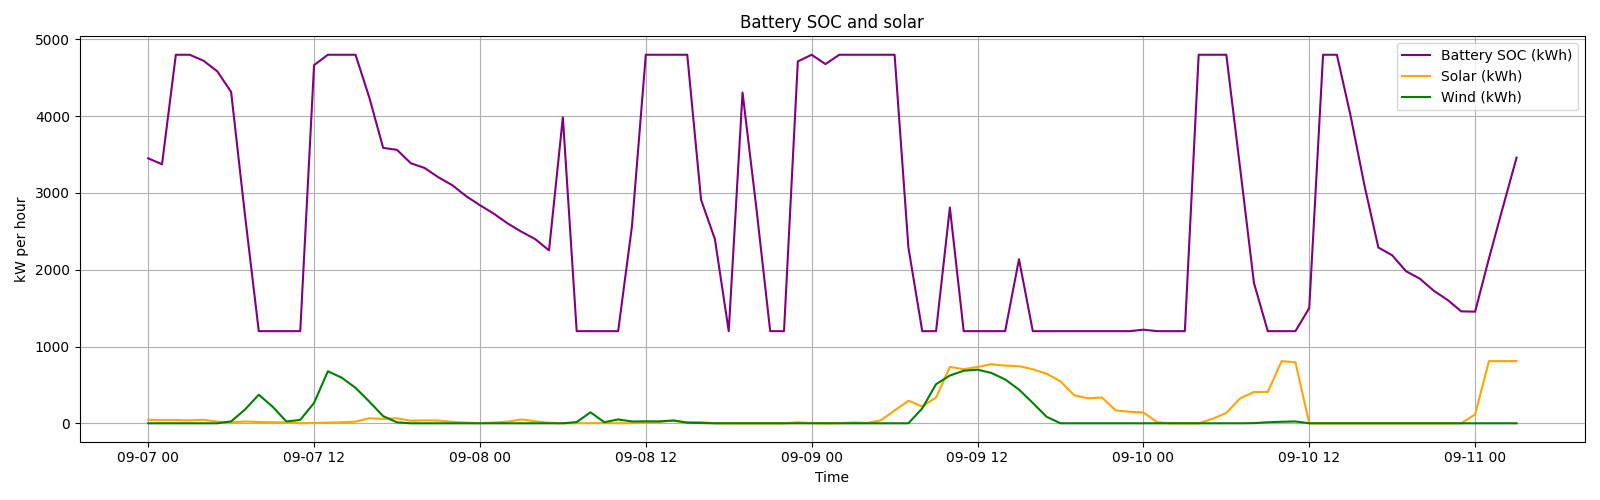 Battery SOC and solar
5000
4000
3000
2000
1000
0
kW per hour
Battery SOC (kWh)
Solar (kWh)
Wind (kWh)
09-07 00
09-07 12
09-08 00
09-08 12
09-09 00
09-09 12
09-10 00
09-10 12
09-11 00
Time